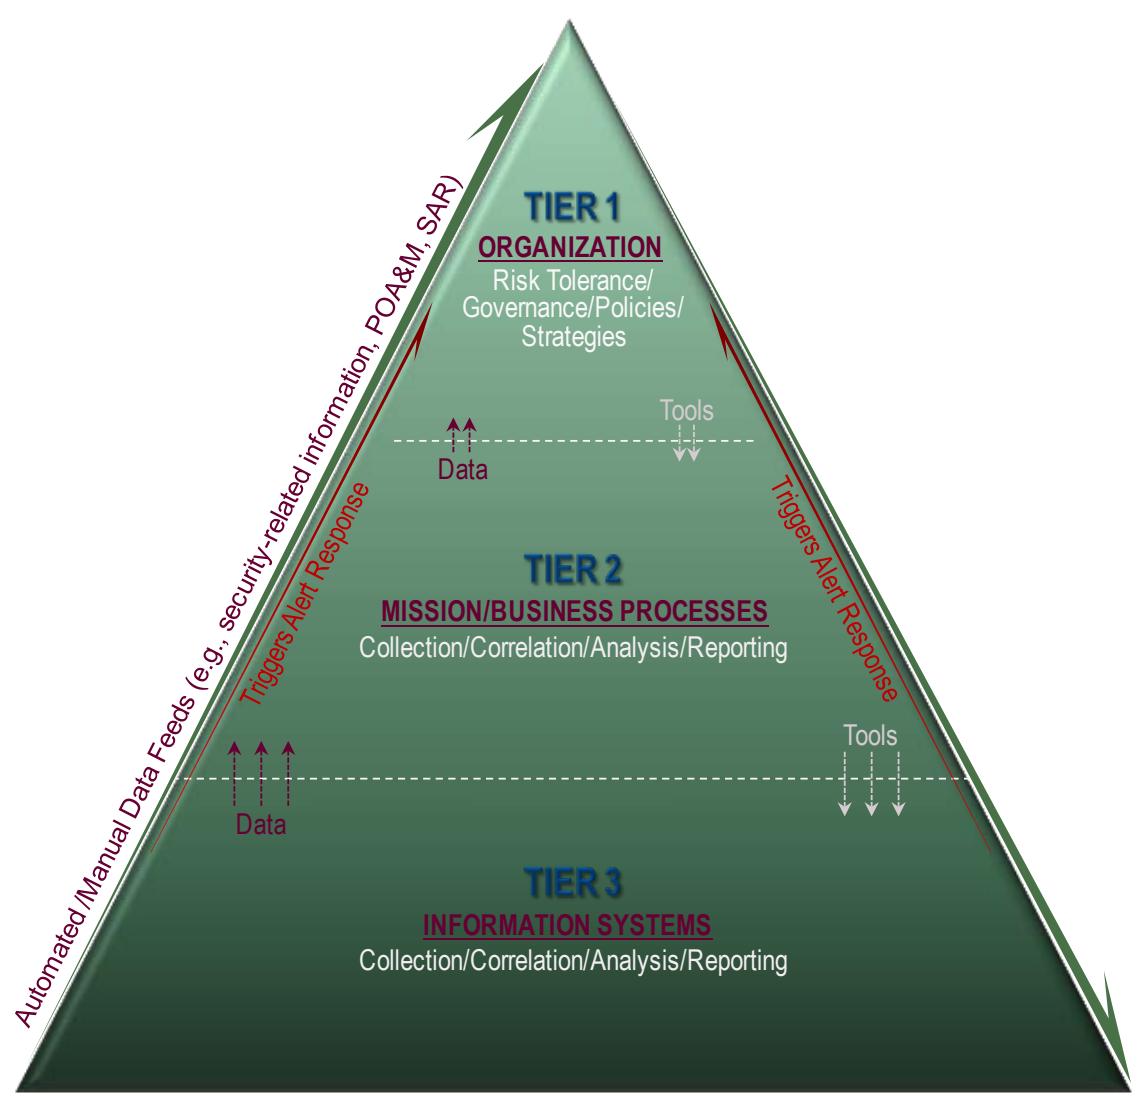 Automated/Manual Data Feeds (e.g., security-related information, POA&M, SAR)
TIER 1
ORGANIZATION
Risk Tolerance/
Governance/Policies/
Strategies
Tools
Data
Triggers Alert Response
Triggers Alert Response
TIER 2
MISSION/BUSINESS PROCESSES
Collection/Correlation/Analysis/Reporting
Tools
Data
TIER 3
INFORMATION SYSTEMS
Collection/Correlation/Analysis/Reporting